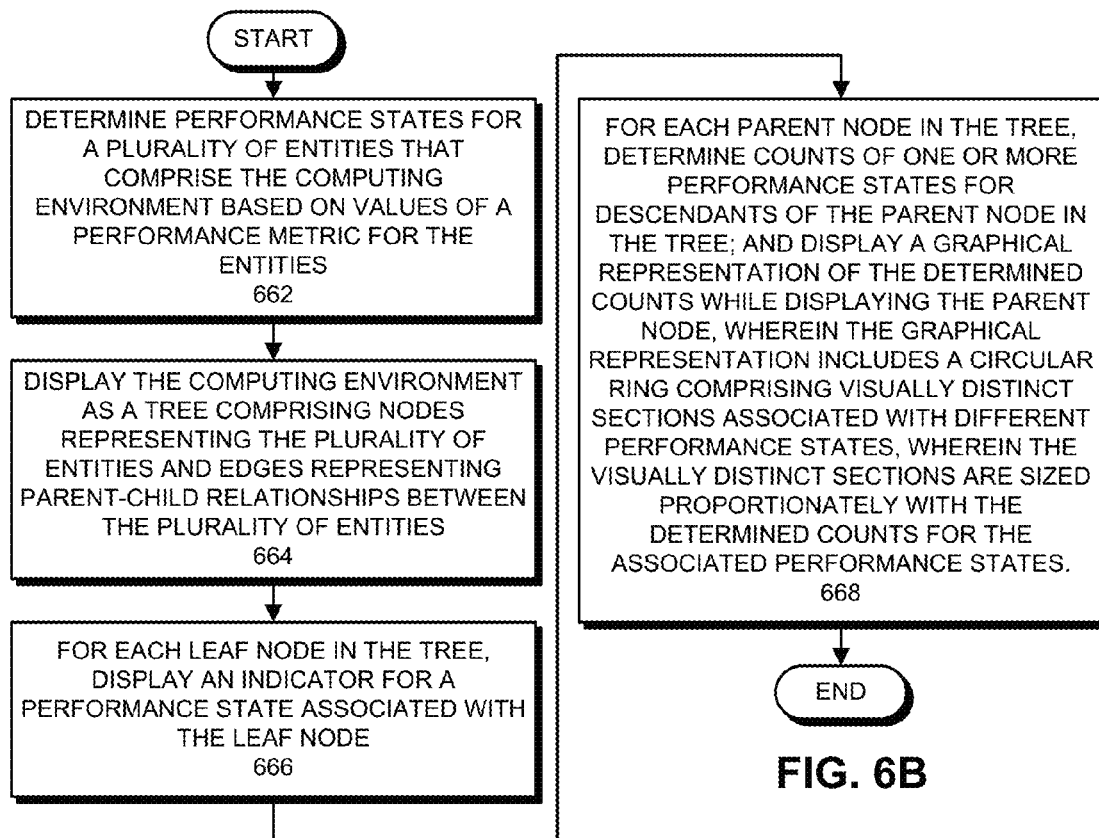 START
DETERMINE PERFORMANCE STATES FOR
A PLURALITY OF ENTITIES THAT
COMPRISE THE COMPUTING
ENVIRONMENT BASED ON VALUES OF A
PERFORMANCE METRIC FOR THE
ENTITIES
662
DISPLAY THE COMPUTING ENVIRONMENT
AS A TREE COMPRISING NODES
REPRESENTING THE PLURALITY OF
ENTITIES AND EDGES REPRESENTING
PARENT-CHILD RELATIONSHIPS BETWEEN
THE PLURALITY OF ENTITIES
664
FOR EACH LEAF NODE IN THE TREE,
DISPLAY AN INDICATOR FOR A
PERFORMANCE STATE ASSOCIATED WITH
THE LEAF NODE
666
FOR EACH PARENT NODE IN THE TREE,
DETERMINE COUNTS OF ONE OR MORE
PERFORMANCE STATES FOR
DESCENDANTS OF THE PARENT NODE IN
THE TREE; AND DISPLAY A GRAPHICAL
REPRESENTATION OF THE DETERMINED
COUNTS WHILE DISPLAYING THE PARENT
NODE, WHEREIN THE GRAPHICAL
REPRESENTATION INCLUDES A CIRCULAR
RING COMPRISING VISUALLY DISTINCT
SECTIONS ASSOCIATED WITH DIFFERENT
PERFORMANCE STATES, WHEREIN THE
VISUALLY DISTINCT SECTIONS ARE SIZED
PROPORTIONATELY WITH THE
DETERMINED COUNTS FOR THE
ASSOCIATED PERFORMANCE STATES.
668
END
FIG. 6B